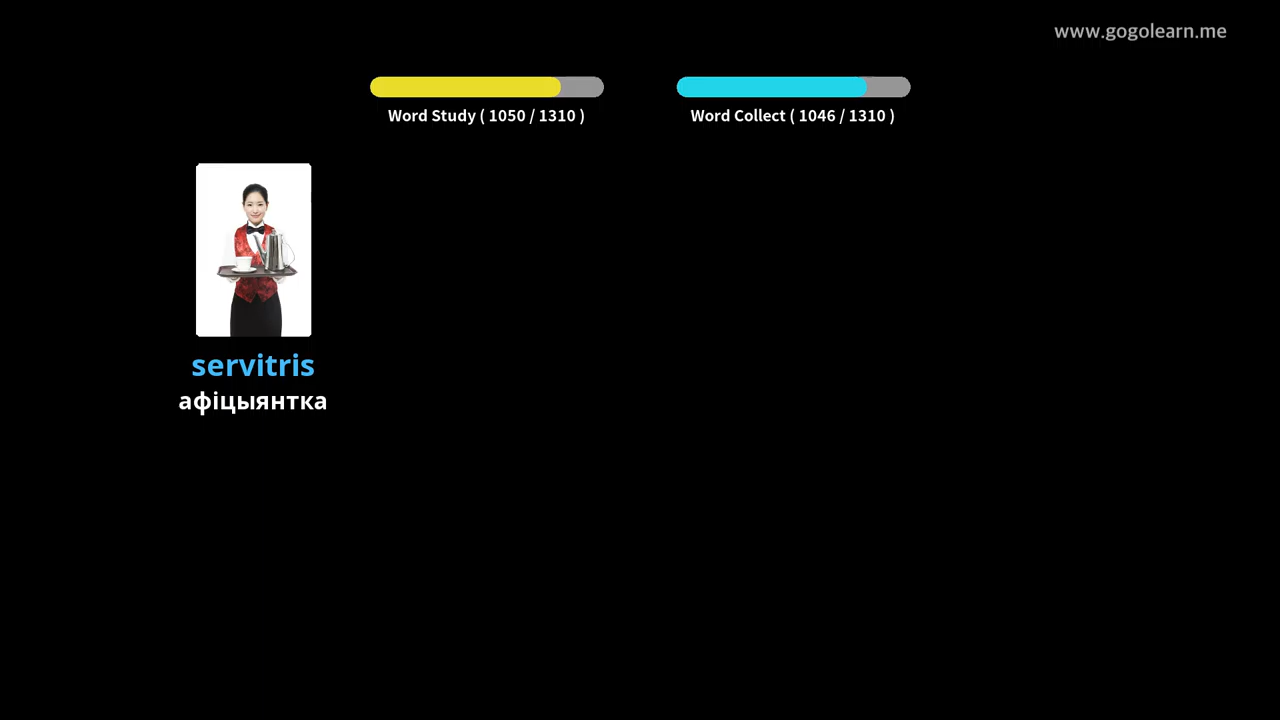 www.gogolearn.me
Word Study ( 1050 / 1310 )
Word Collect ( 1046 / 1310 )
servitris
афіцыянтка